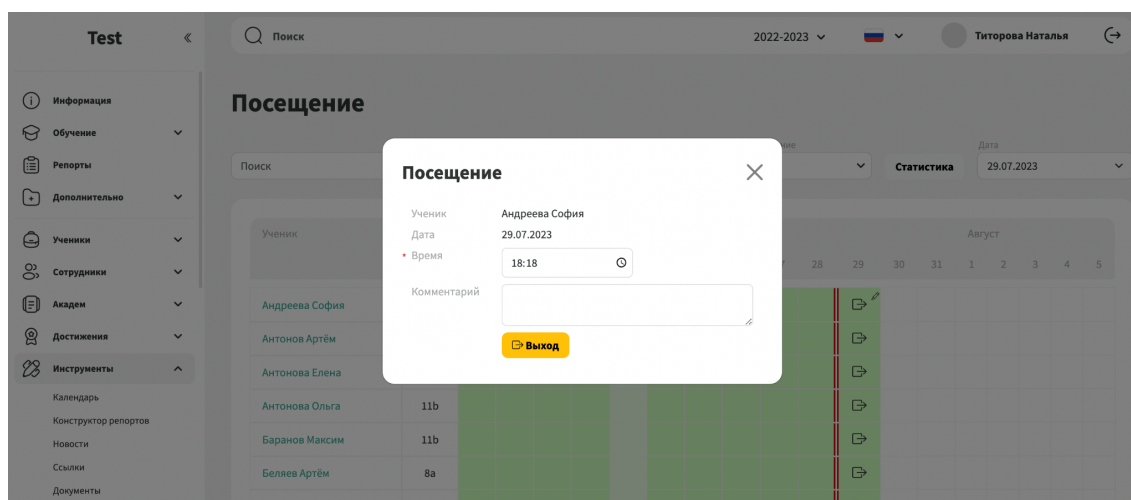 Test «
Поиск
2022-2023
Титорова Наталья
Информация
Обучение
Репорты
Дополнительно
Ученики
Сотрудники
Академ
Достижения
Инструменты
Календарь
Конструктор репортов
Новости
Ссылки
Документы
Посещение
Поиск
ние
Статистика
Дата
29.07.2023
Ученик
Август
7 28 29 30 31 1 2 3 4 5
Андреева София
Антонов Артём
Антонова Елена
Антонова Ольга 11b
Баранов Максим 11b
Беляев Артём 8a
Посещение
Ученик Андреева София
Дата 29.07.2023
* Время 18:18
Комментарий
Выход